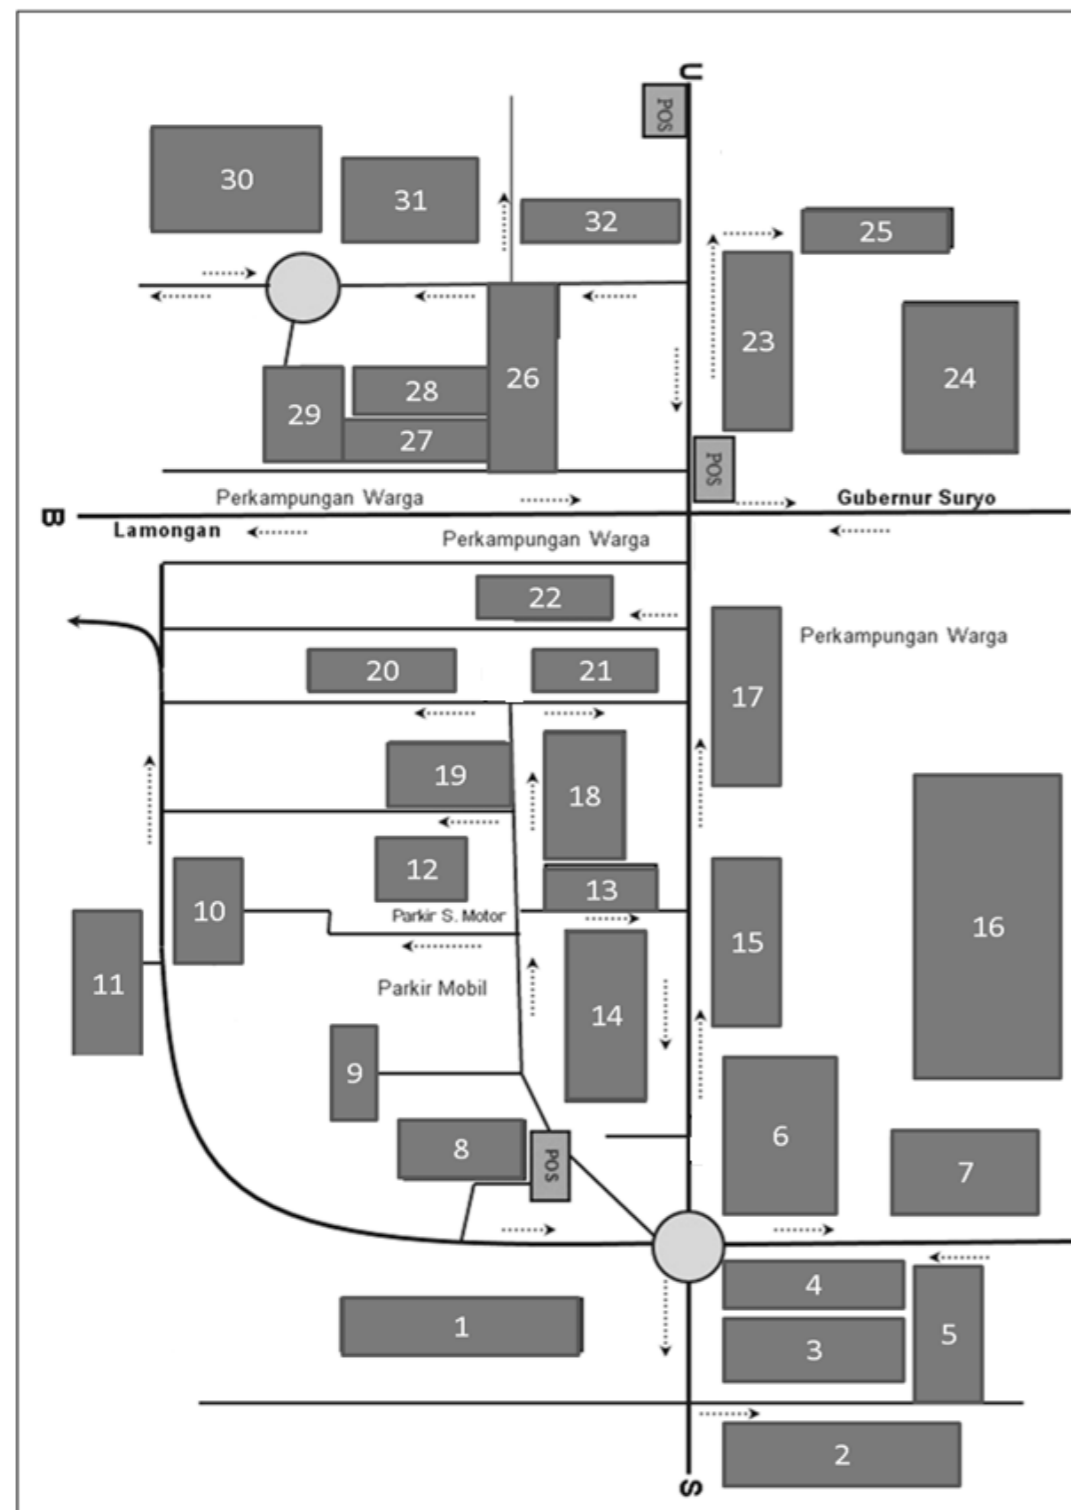 U
POS
30
31
32
25
23
24
26
28
29
27
POS
Perkampungan Warga
Gubernur Suryo
B
Lamongan
Perkampungan Warga
22
Perkampungan Warga
20
21
17
19
18
12
13
10
Parkir S. Motor
16
15
11
Parkir Mobil
14
9
6
8
POS
7
4
1
3
5
2
S